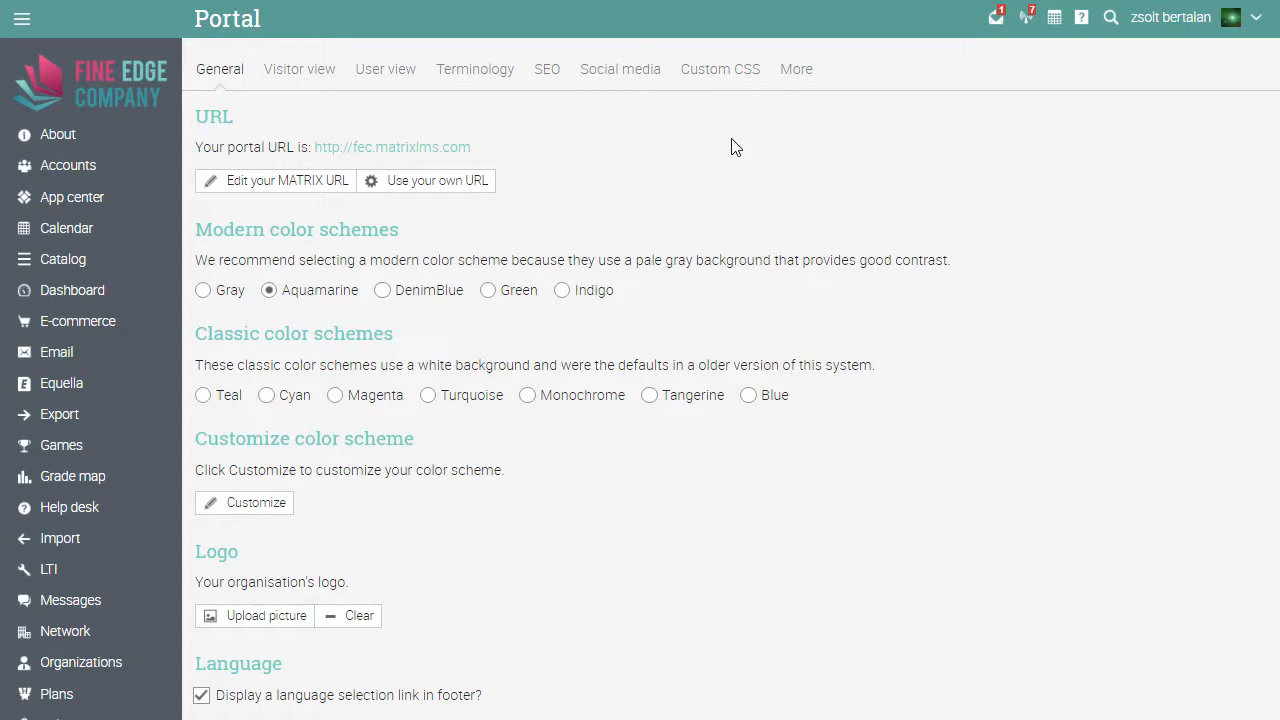 Portal
1
7
?
zsolt bertalan
FINE EDGE
COMPANY
About
Accounts
App center
Calendar
Catalog
Dashboard
E-commerce
Email
Equella
Export
Games
Grade map
Help desk
Import
LTI
Messages
Network
Organizations
Plans
General Visitor view User view Terminology SEO Social media Custom CSS More
URL
Your portal URL is: http://fec.matrixlms.com
Edit your MATRIX URL Use your own URL
Modern color schemes
We recommend selecting a modern color scheme because they use a pale gray background that provides good contrast.
Gray Aquamarine DenimBlue Green Indigo
Classic color schemes
These classic color schemes use a white background and were the defaults in a older version of this system.
Teal Cyan Magenta Turquoise Monochrome Tangerine Blue
Customize color scheme
Click Customize to customize your color scheme.
Customize
Logo
Your organisation's logo.
Upload picture Clear
Language
Display a language selection link in footer?